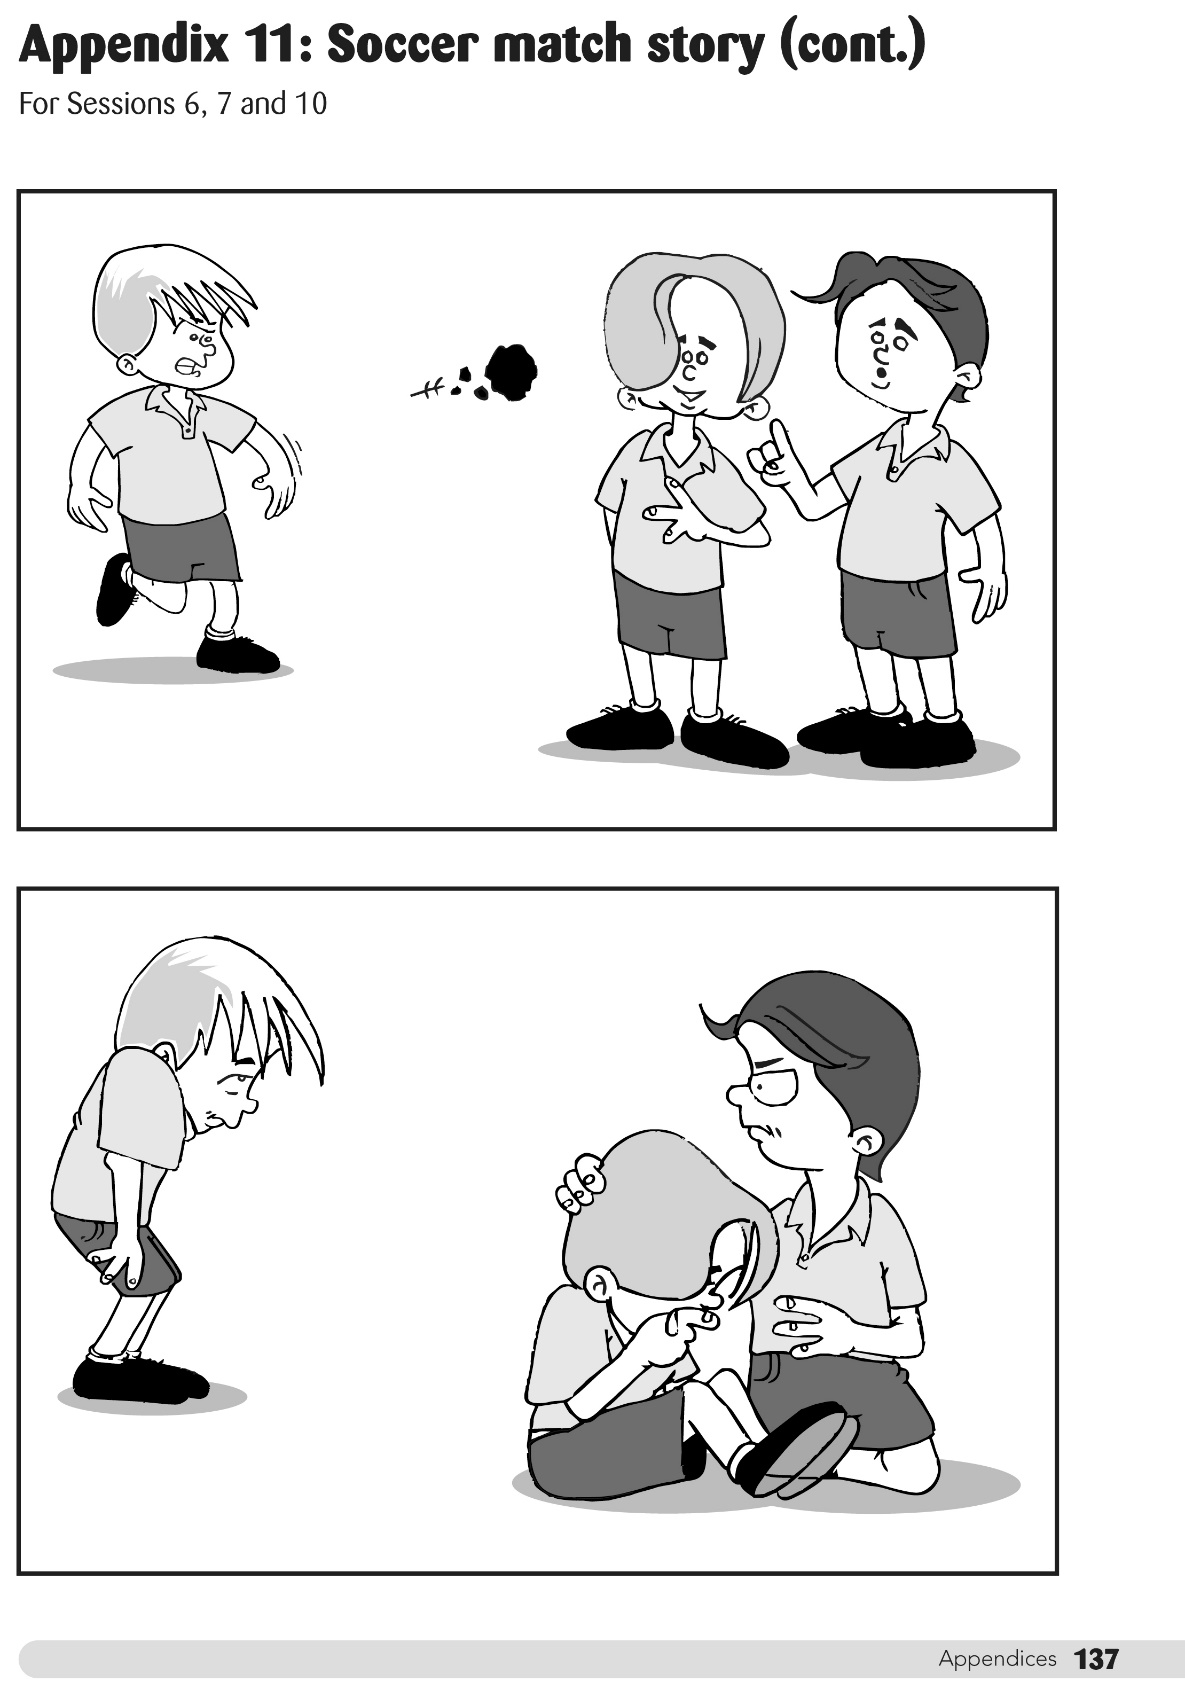 Appendix 11: Soccer match story (cont.)
For Sessions 6, 7 and 10
Appendices 137